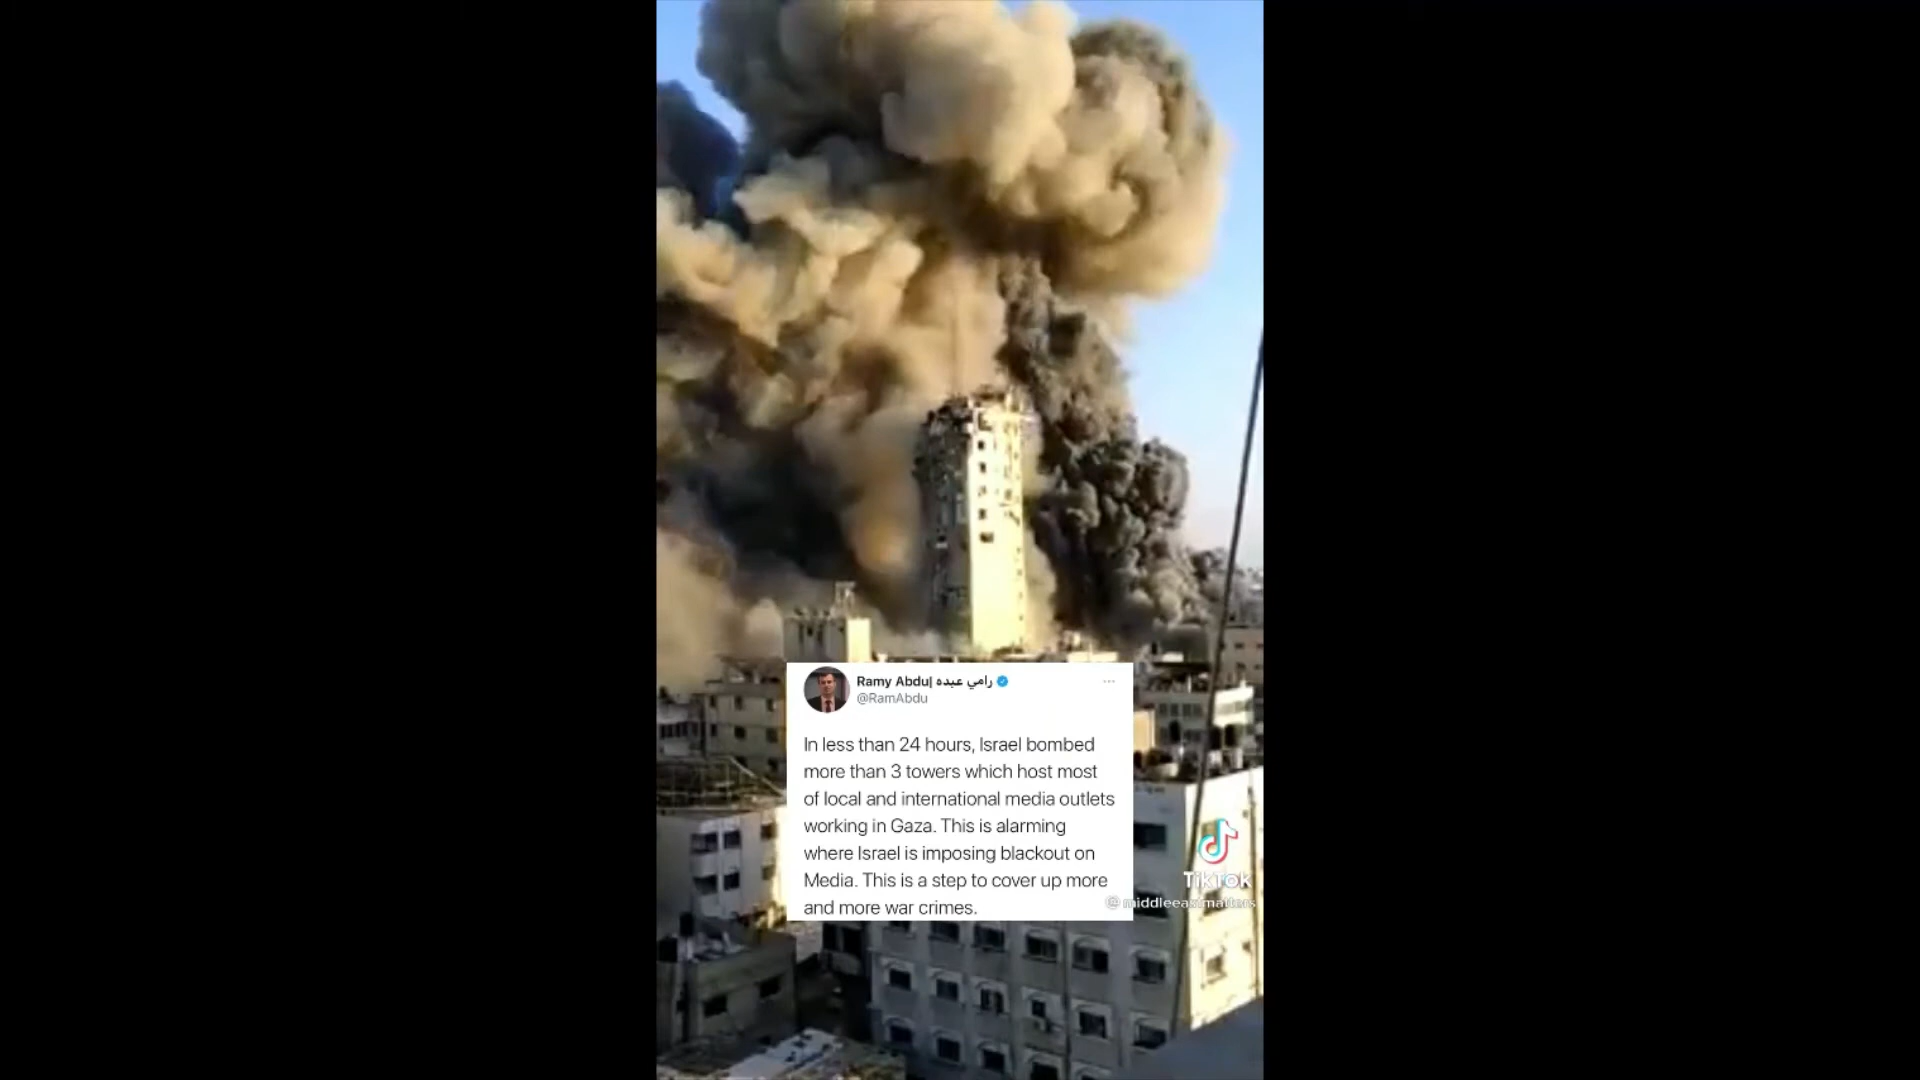 Ramy Abdu| رامي عبده
@RamAbdu
In less than 24 hours, Israel bombed
more than 3 towers which host most
of local and international media outlets
working in Gaza. This is alarming
where Israel is imposing blackout on
Media. This is a step to cover up more
and more war crimes.
TikTok
@middleeastmatters